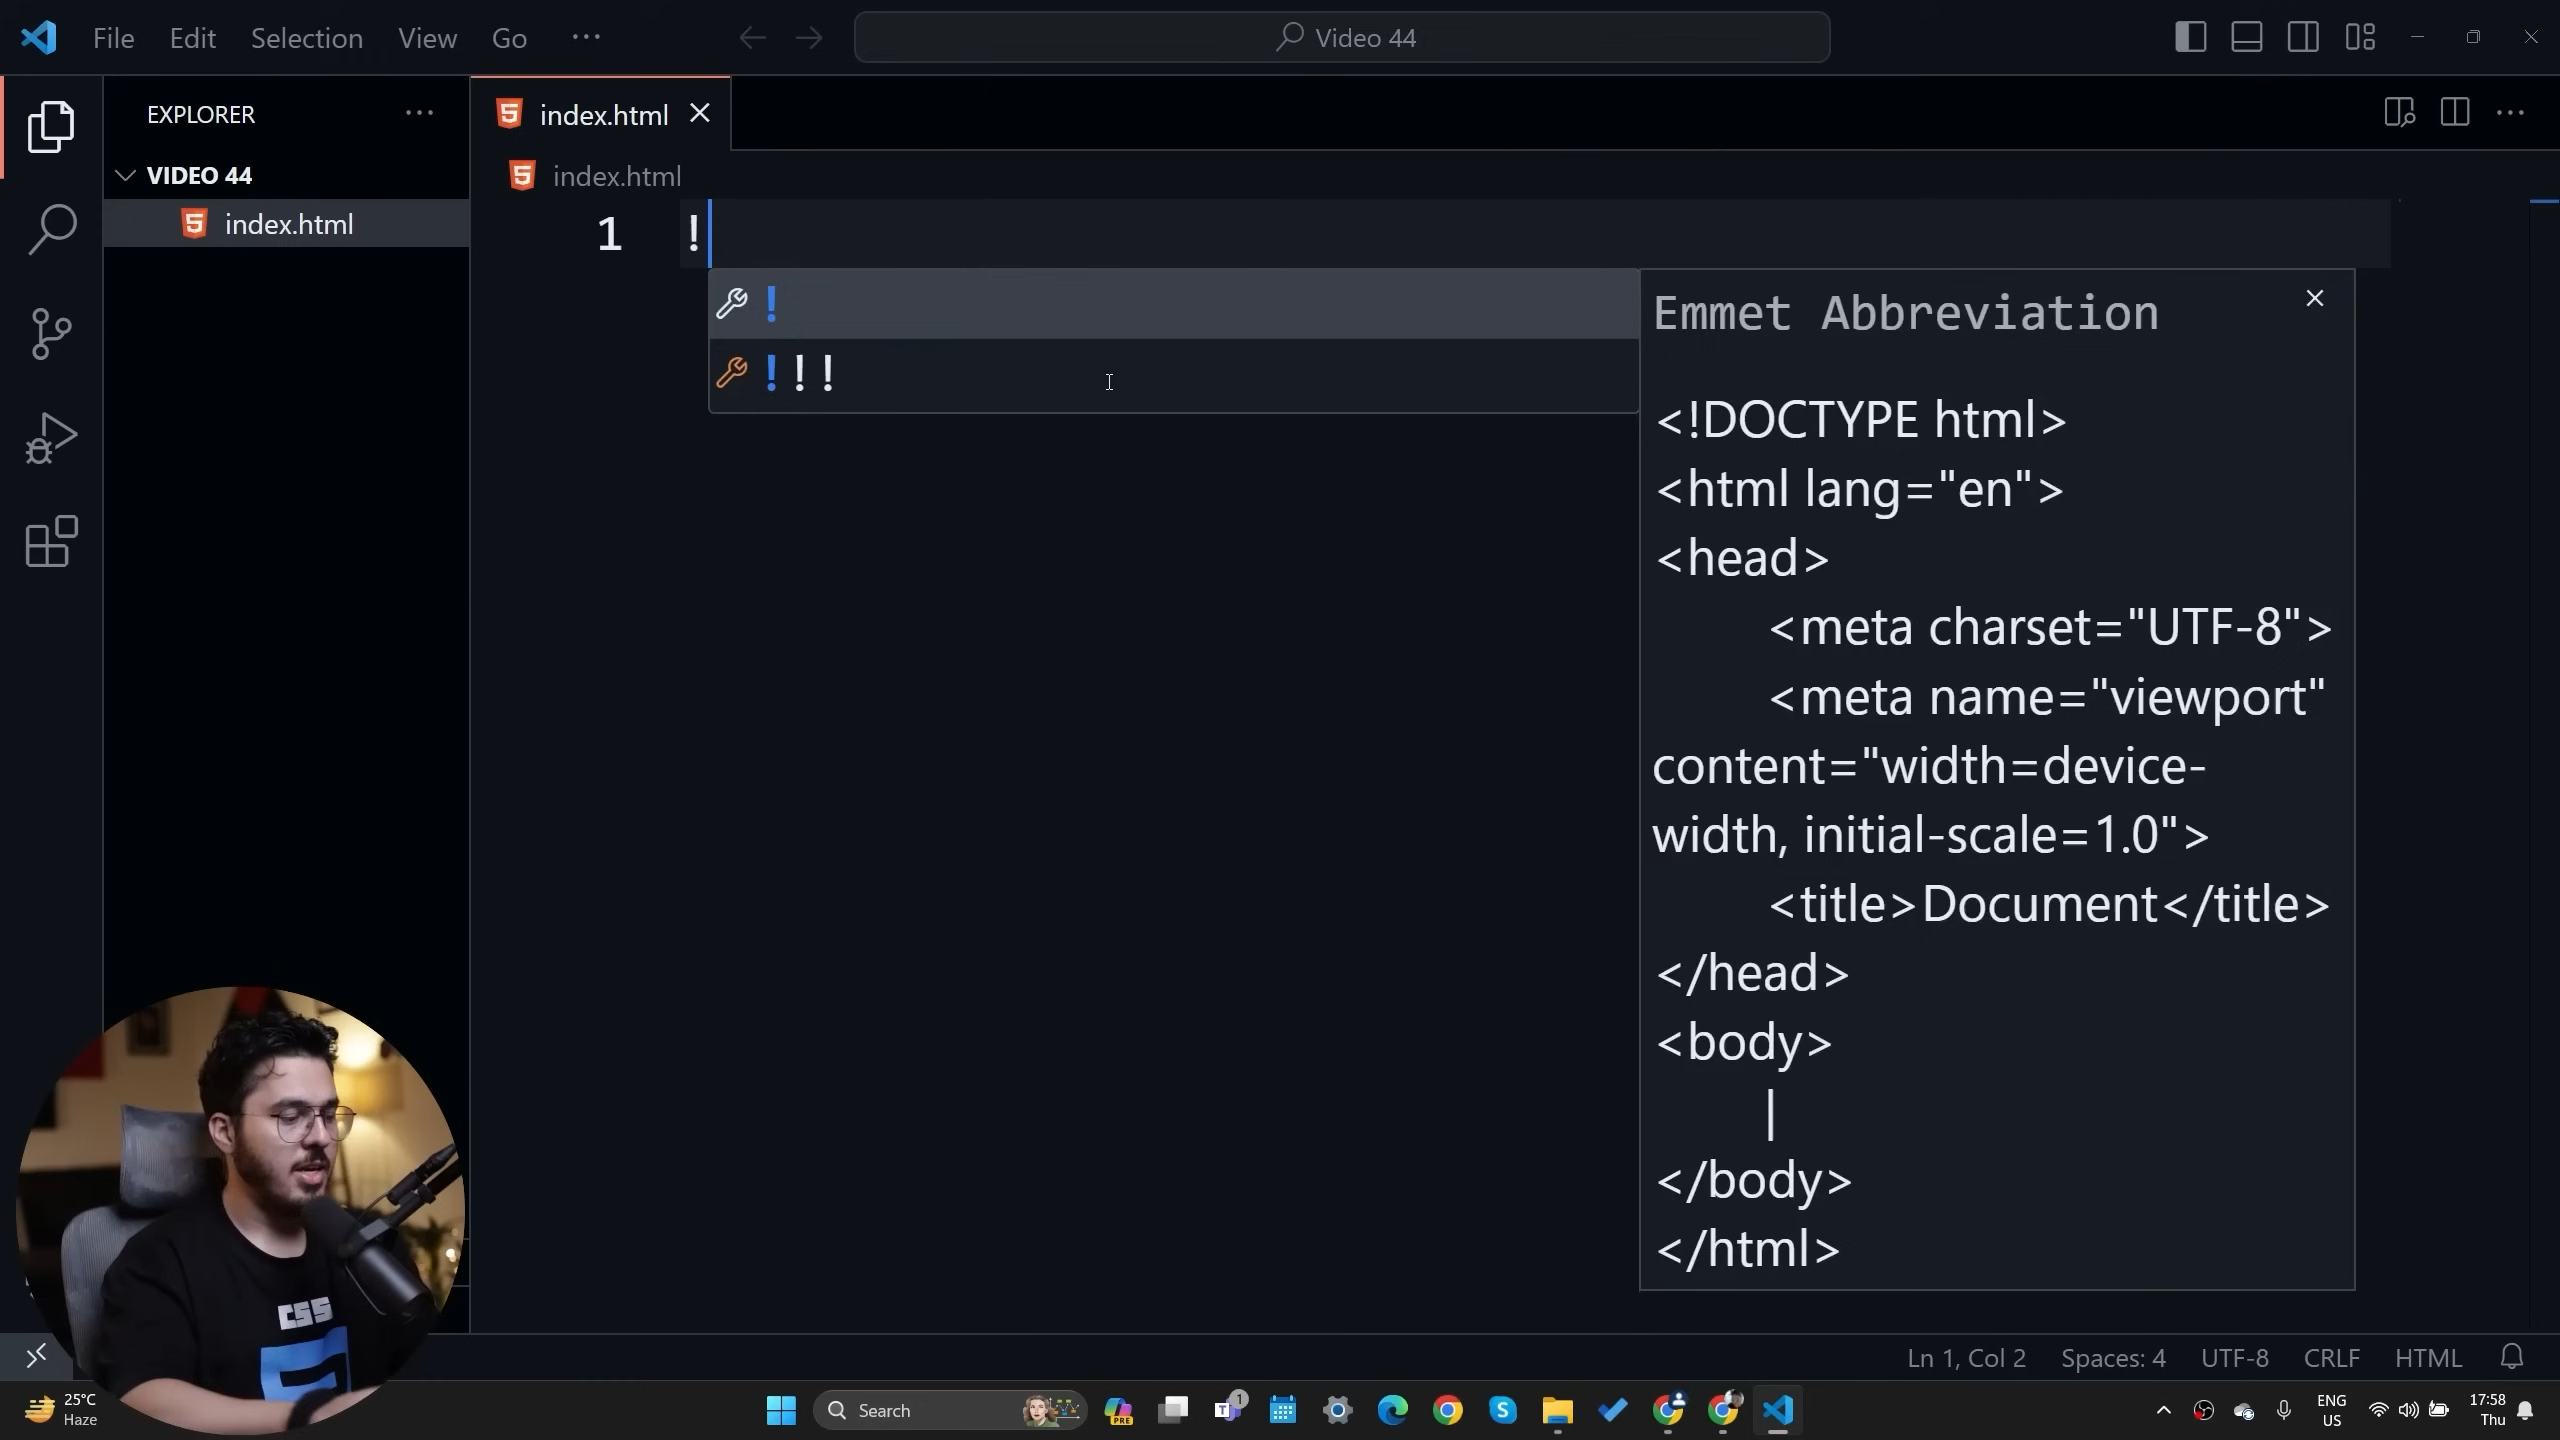 File Edit Selection View Go ···
Video 44
EXPLORER ···
VIDEO 44
index.html
index.html
index.html
1 !
!
!!!
Emmet Abbreviation
<!DOCTYPE html>
<html lang="en">
<head>
<meta charset="UTF-8">
<meta name="viewport"
content="width=device-
width, initial-scale=1.0">
<title>Document</title>
</head>
<body>
|
</body>
</html>
CSS
Ln 1, Col 2 Spaces: 4 UTF-8 CRLF HTML
25°C
Haze
Search
PRE
1
ENG
US
17:58
Thu